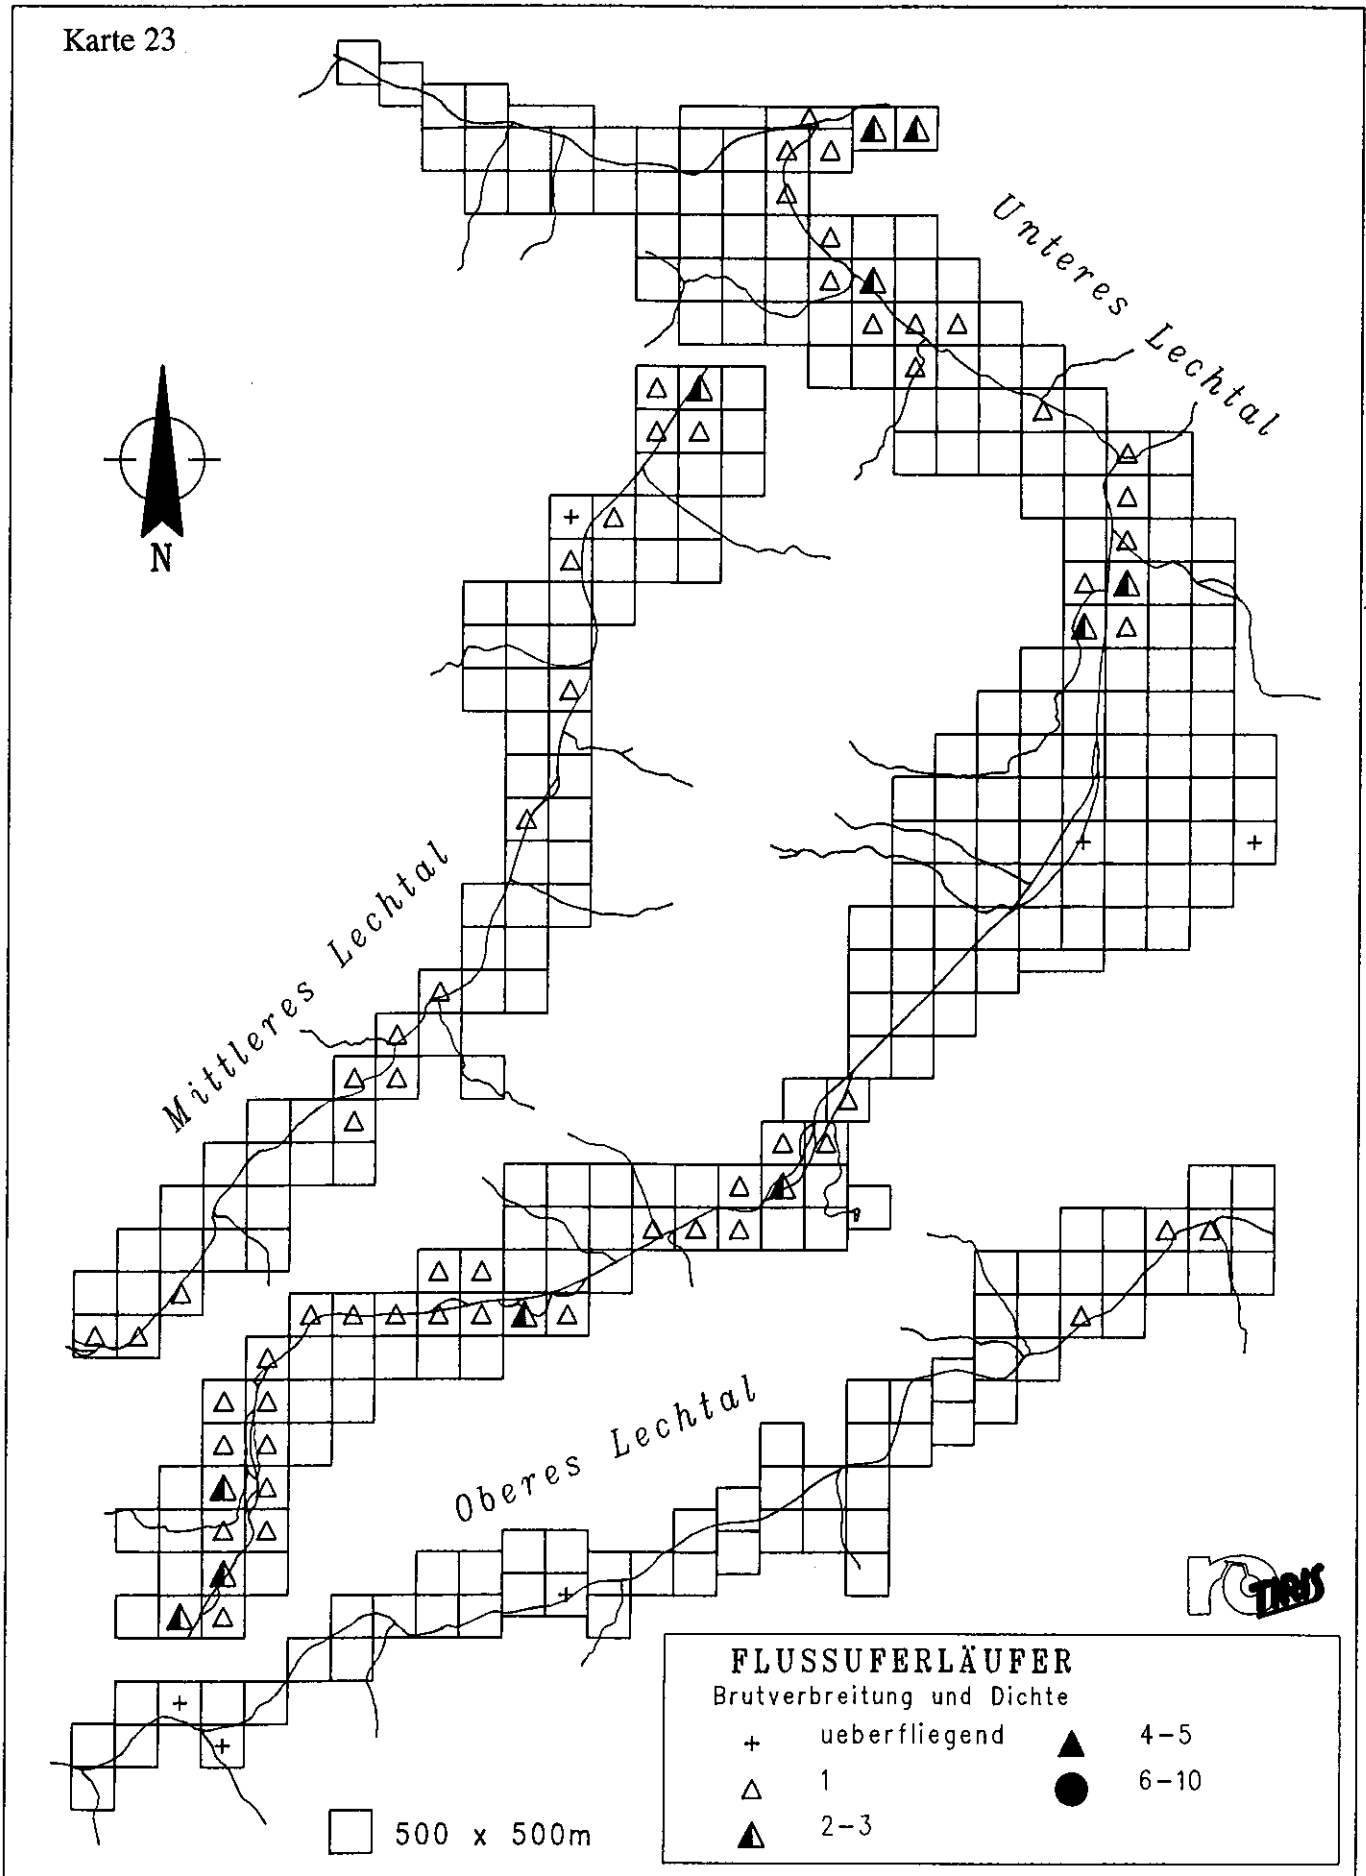 Karte 23
Unteres Lechtal
N
Mittleres Lechtal
Oberes Lechtal
TIRIS
FLUSSUFERLÄUFER
Brutverbreitung und Dichte
+ ueberfliegend
△ 1
2-3
▲ 4-5
● 6-10
500 x 500m